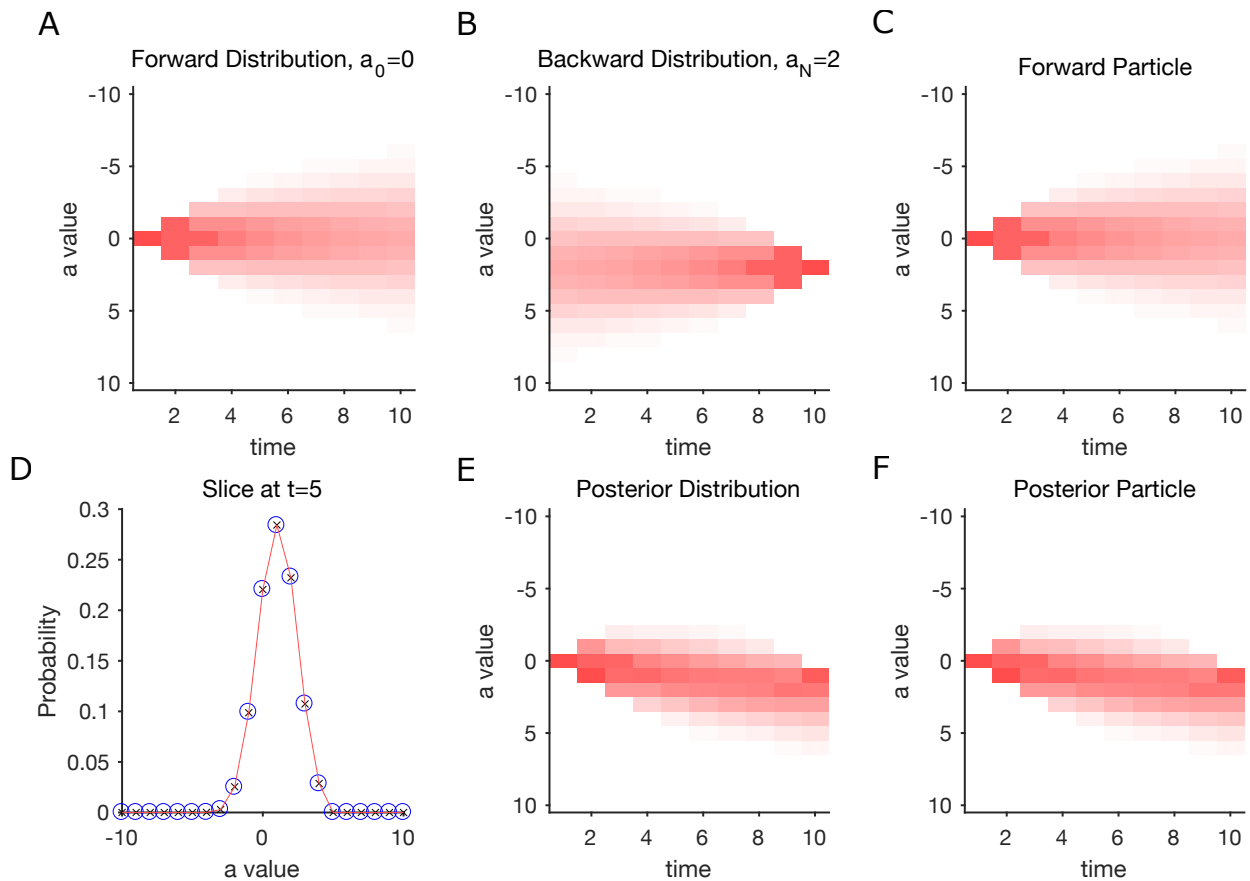 A
Forward Distribution, a_0=0
-10
-5
0
5
10
a value
2 4 6 8 10
time
B
Backward Distribution, a_N=2
-10
-5
0
5
10
a value
2 4 6 8 10
time
C
Forward Particle
-10
-5
0
5
10
a value
2 4 6 8 10
time
D
Slice at t=5
0.3
0.25
0.2
0.15
0.1
0.05
0
Probability
-10 0 10
a value
E
Posterior Distribution
-10
-5
0
5
10
a value
2 4 6 8 10
time
F
Posterior Particle
-10
-5
0
5
10
a value
2 4 6 8 10
time